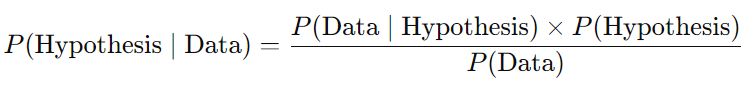 P(Hypothesis | Data) = P(Data | Hypothesis) × P(Hypothesis)
P(Data)